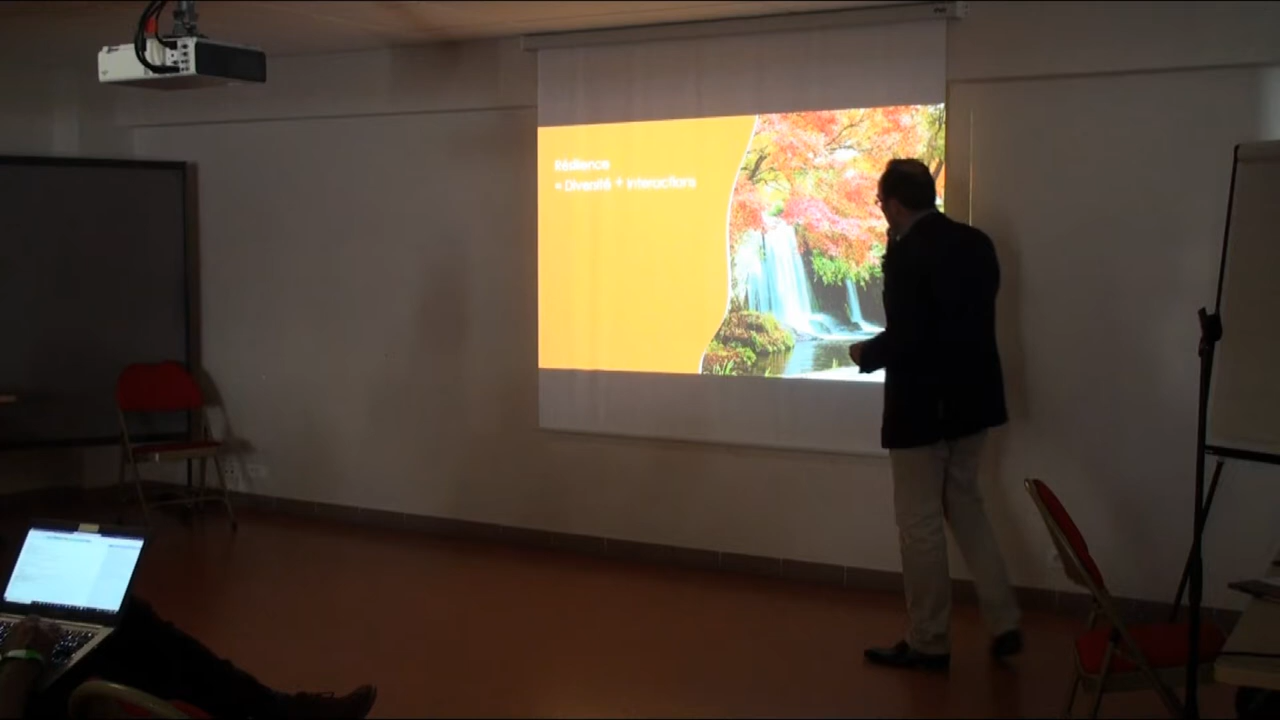 Résilience
= Diversité + Interactions